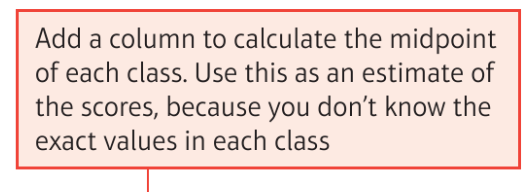 Add a column to calculate the midpoint
of each class. Use this as an estimate of
the scores, because you don’t know the
exact values in each class